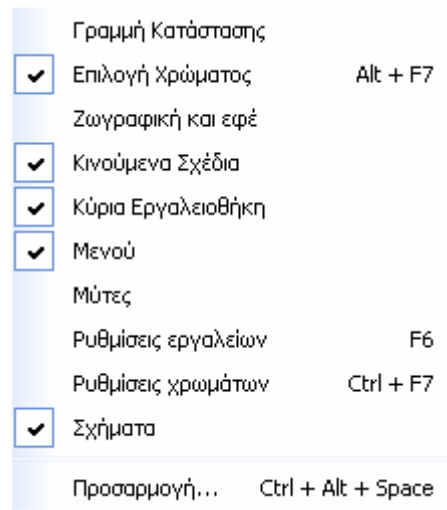 Γραμμή Κατάστασης
Επιλογή Χρώματος Alt + F7
Ζωγραφική και εφέ
Κινούμενα Σχέδια
Κύρια Εργαλειοθήκη
Μενού
Μύτες
Ρυθμίσεις εργαλείων F6
Ρυθμίσεις χρωμάτων Ctrl + F7
Σχήματα
Προσαρμογή... Ctrl + Alt + Space